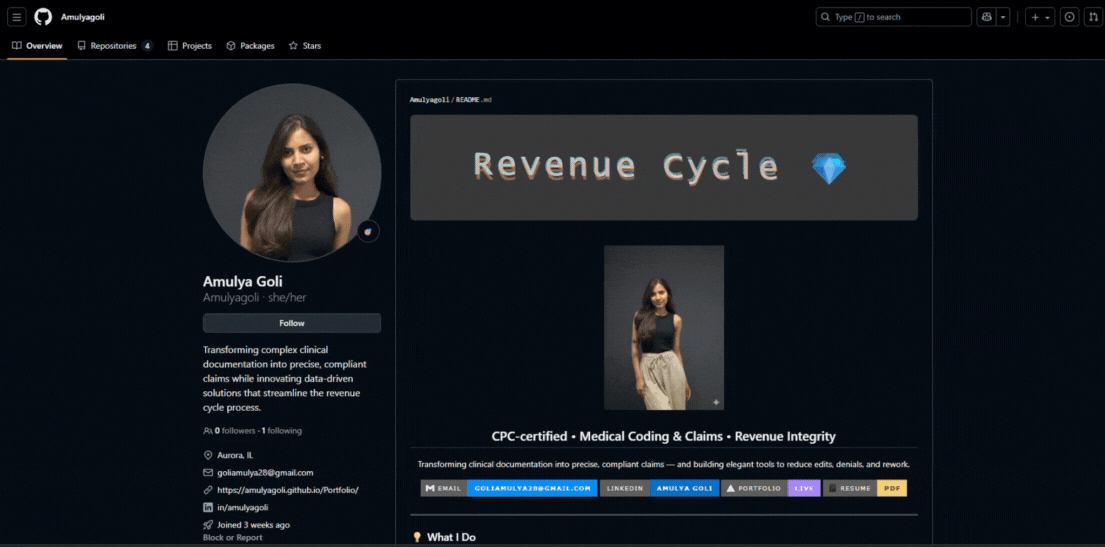 Amulyagoli
Type / to search
Overview
Repositories 4
Projects
Packages
Stars
Amulya Goli
Amulyagoli · she/her
Follow
Transforming complex clinical
documentation into precise, compliant
claims while innovating data-driven
solutions that streamline the revenue
cycle process.
0 followers · 1 following
Aurora, IL
goliamulya28@gmail.com
https://amulyagoli.github.io/Portfolio/
in/amulyagoli
Joined 3 weeks ago
Block or Report
Amulyagoli / README.md
Revenue Cycle
CPC-certified • Medical Coding & Claims • Revenue Integrity
Transforming clinical documentation into precise, compliant claims — and building elegant tools to reduce edits, denials, and rework.
EMAIL GOLIAMULYA28@GMAIL.COM LINKEDIN AMULYA GOLI PORTFOLIO LIVE RESUME PDF
What I Do